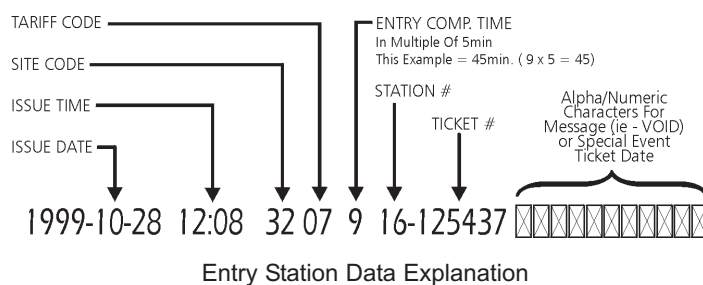 TARIFF CODE
ENTRY COMP. TIME
In Multiple Of 5min
This Example = 45min. ( 9 x 5 = 45)
SITE CODE
STATION #
ISSUE TIME
TICKET #
ISSUE DATE
Alpha/Numeric
Characters For
Message (ie - VOID)
or Special Event
Ticket Date
1999-10-28 12:08 32 07 9 16-125437
Entry Station Data Explanation